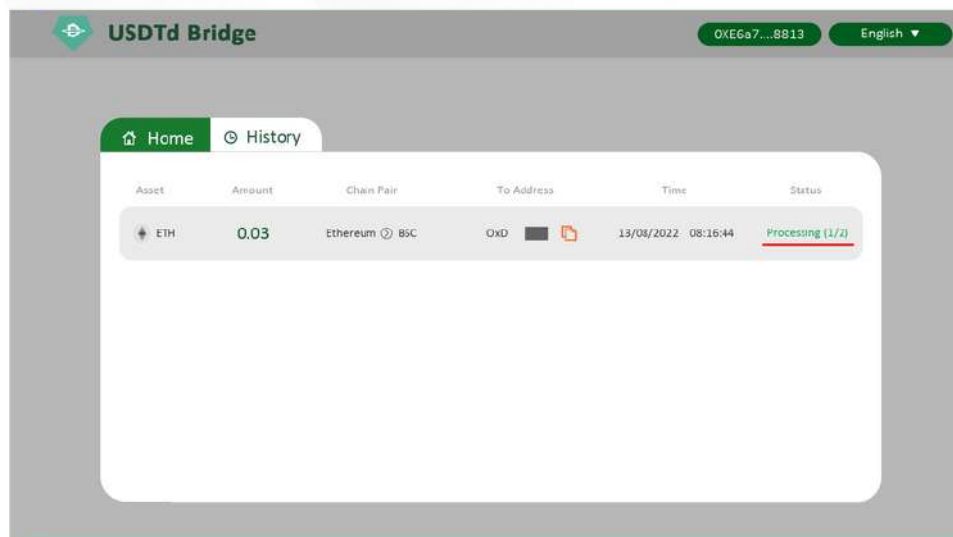 USDTd Bridge
0XE6a7....8813
English ▼
Home
History
Asset Amount Chain Pair To Address Time Status
ETH 0.03 Ethereum BSC OxD 13/08/2022 08:16:44 Processing (1/2)